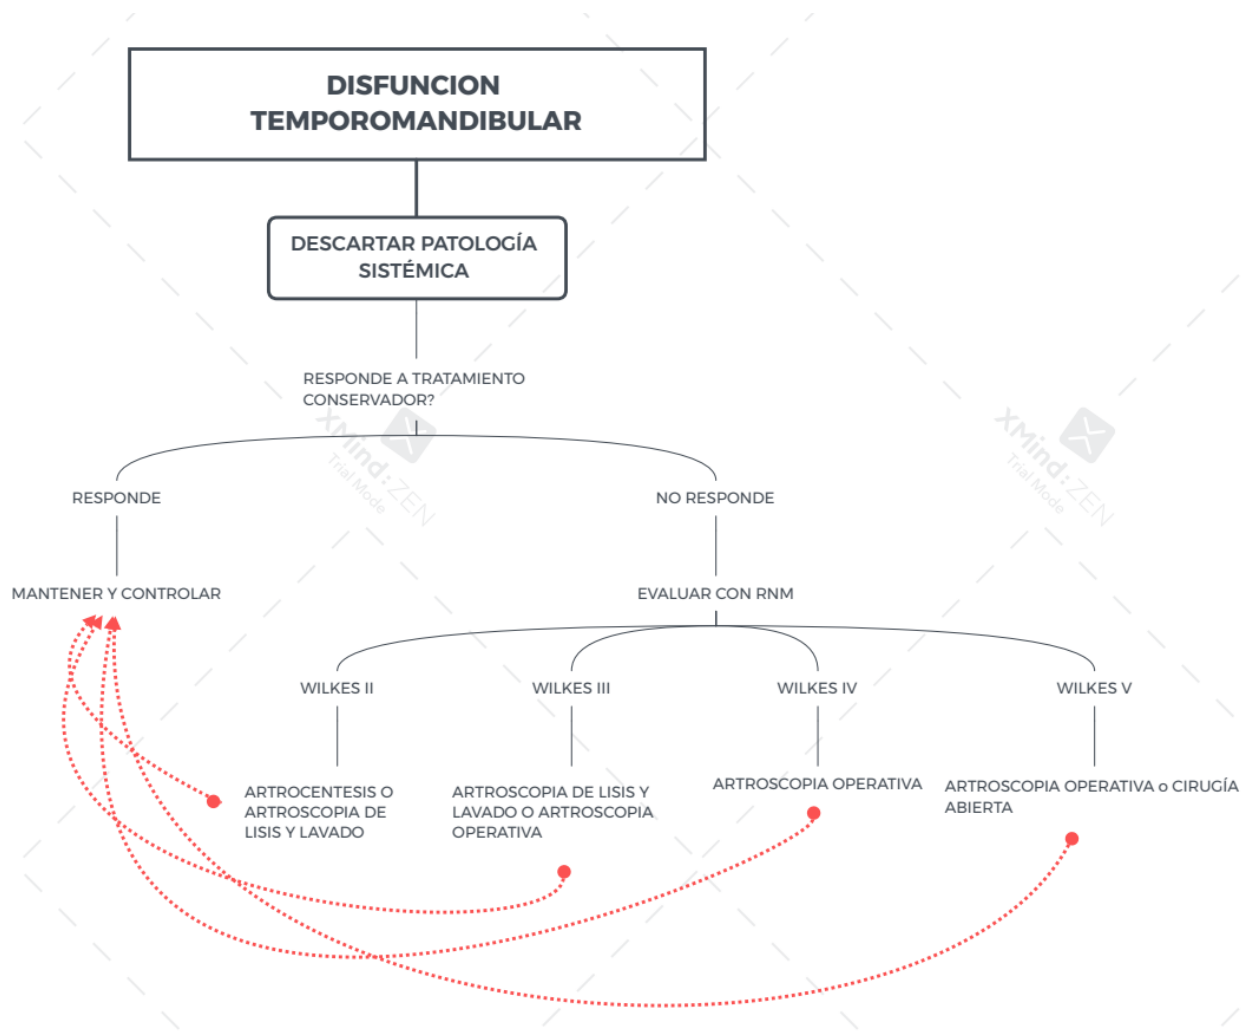 DISFUNCION
TEMPOROMANDIBULAR
DESCARTAR PATOLOGÍA
SISTÉMICA
RESPONDE A TRATAMIENTO
CONSERVADOR?
XMind:ZEN
Trial Mode
XMind:ZEN
Trial Mode
RESPONDE
NO RESPONDE
MANTENER Y CONTROLAR
EVALUAR CON RNM
WILKES II
WILKES III
WILKES IV
WILKES V
ARTROCENTESIS O
ARTROSCOPIA DE
LISIS Y LAVADO
ARTROSCOPIA DE LISIS Y
LAVADO O ARTROSCOPIA
OPERATIVA
ARTROSCOPIA OPERATIVA
ARTROSCOPIA OPERATIVA o CIRUGÍA
ABIERTA